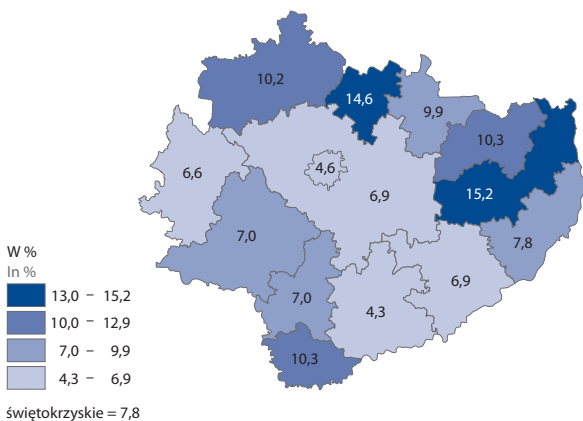 10,2
14,6
9,9
10,3
6,6
4,6
6,9
15,2
7,0
7,8
6,9
7,0
4,3
10,3
W %
In %
13,0 – 15,2
10,0 – 12,9
7,0 – 9,9
4,3 – 6,9
świętokrzyskie = 7,8